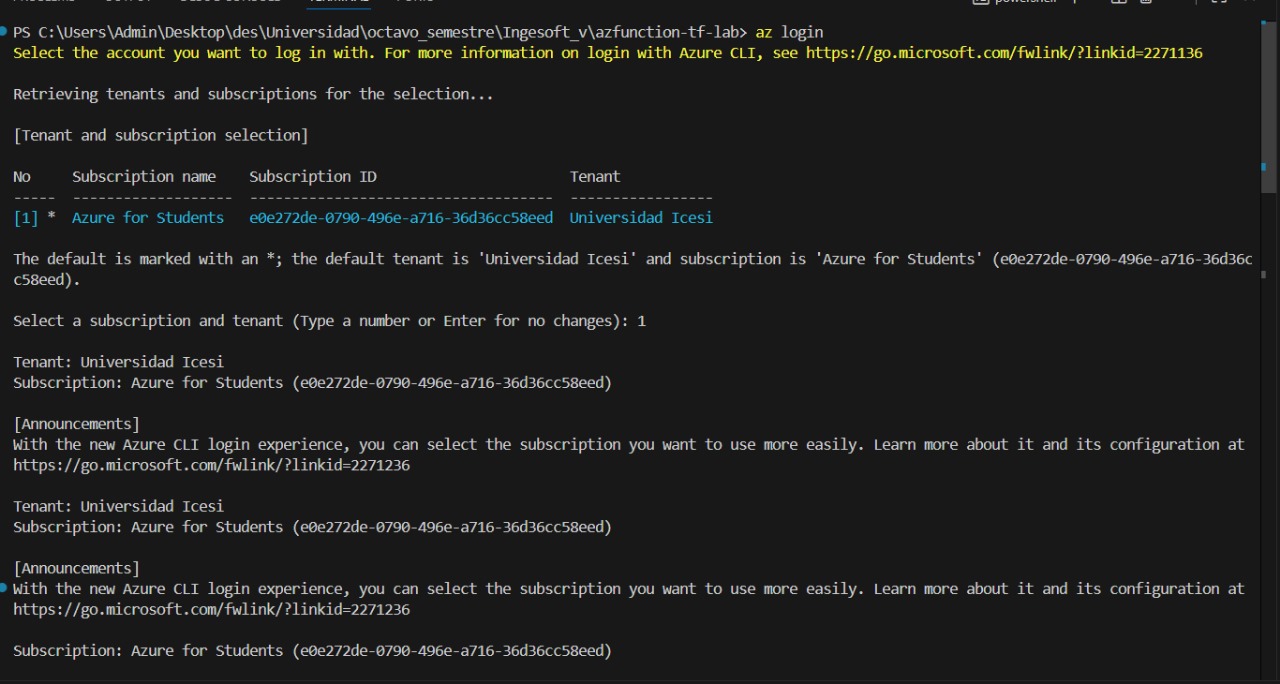 powershell
PS C:\Users\Admin\Desktop\des\Universidad\octavo_semestre\Ingesoft_v\azfunction-tf-lab> az login
Select the account you want to log in with. For more information on login with Azure CLI, see https://go.microsoft.com/fwlink/?linkid=2271136
Retrieving tenants and subscriptions for the selection...
[Tenant and subscription selection]
No Subscription name Subscription ID Tenant
----- ------------------- ------------------------------------ -----------------
[1] * Azure for Students e0e272de-0790-496e-a716-36d36cc58eed Universidad Icesi
The default is marked with an *; the default tenant is 'Universidad Icesi' and subscription is 'Azure for Students' (e0e272de-0790-496e-a716-36d36c
c58eed).
Select a subscription and tenant (Type a number or Enter for no changes): 1
Tenant: Universidad Icesi
Subscription: Azure for Students (e0e272de-0790-496e-a716-36d36cc58eed)
[Announcements]
With the new Azure CLI login experience, you can select the subscription you want to use more easily. Learn more about it and its configuration at
https://go.microsoft.com/fwlink/?linkid=2271236
Tenant: Universidad Icesi
Subscription: Azure for Students (e0e272de-0790-496e-a716-36d36cc58eed)
[Announcements]
With the new Azure CLI login experience, you can select the subscription you want to use more easily. Learn more about it and its configuration at
https://go.microsoft.com/fwlink/?linkid=2271236
Subscription: Azure for Students (e0e272de-0790-496e-a716-36d36cc58eed)